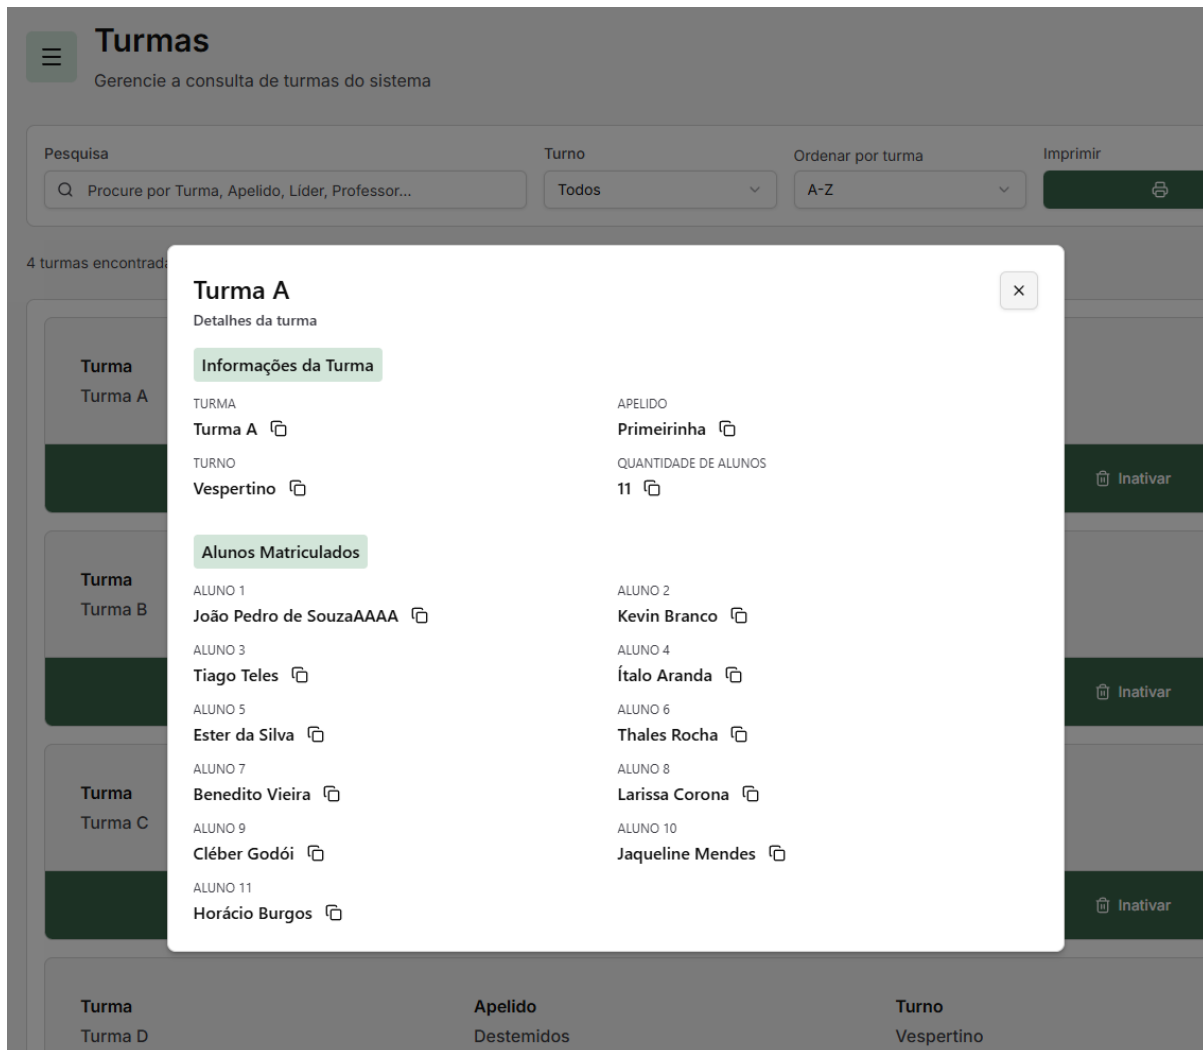 Turmas
Gerencie a consulta de turmas do sistema
Pesquisa
Turno
Ordenar por turma
Imprimir
Procure por Turma, Apelido, Líder, Professor...
Todos
A-Z
4 turmas encontrad
Turma A
Detalhes da turma
Informações da Turma
TURMA
APELIDO
Turma A
Primeirinha
TURNO
QUANTIDADE DE ALUNOS
Vespertino
11
Alunos Matriculados
ALUNO 1
ALUNO 2
João Pedro de SouzaAAAA
Kevin Branco
ALUNO 3
ALUNO 4
Tiago Teles
Ítalo Aranda
ALUNO 5
ALUNO 6
Ester da Silva
Thales Rocha
ALUNO 7
ALUNO 8
Benedito Vieira
Larissa Corona
ALUNO 9
ALUNO 10
Cléber Godói
Jaqueline Mendes
ALUNO 11
Horácio Burgos
Turma
Turma A
Inativar
Turma
Turma B
Inativar
Turma
Turma C
Inativar
Turma
Apelido
Turno
Turma D
Destemidos
Vespertino